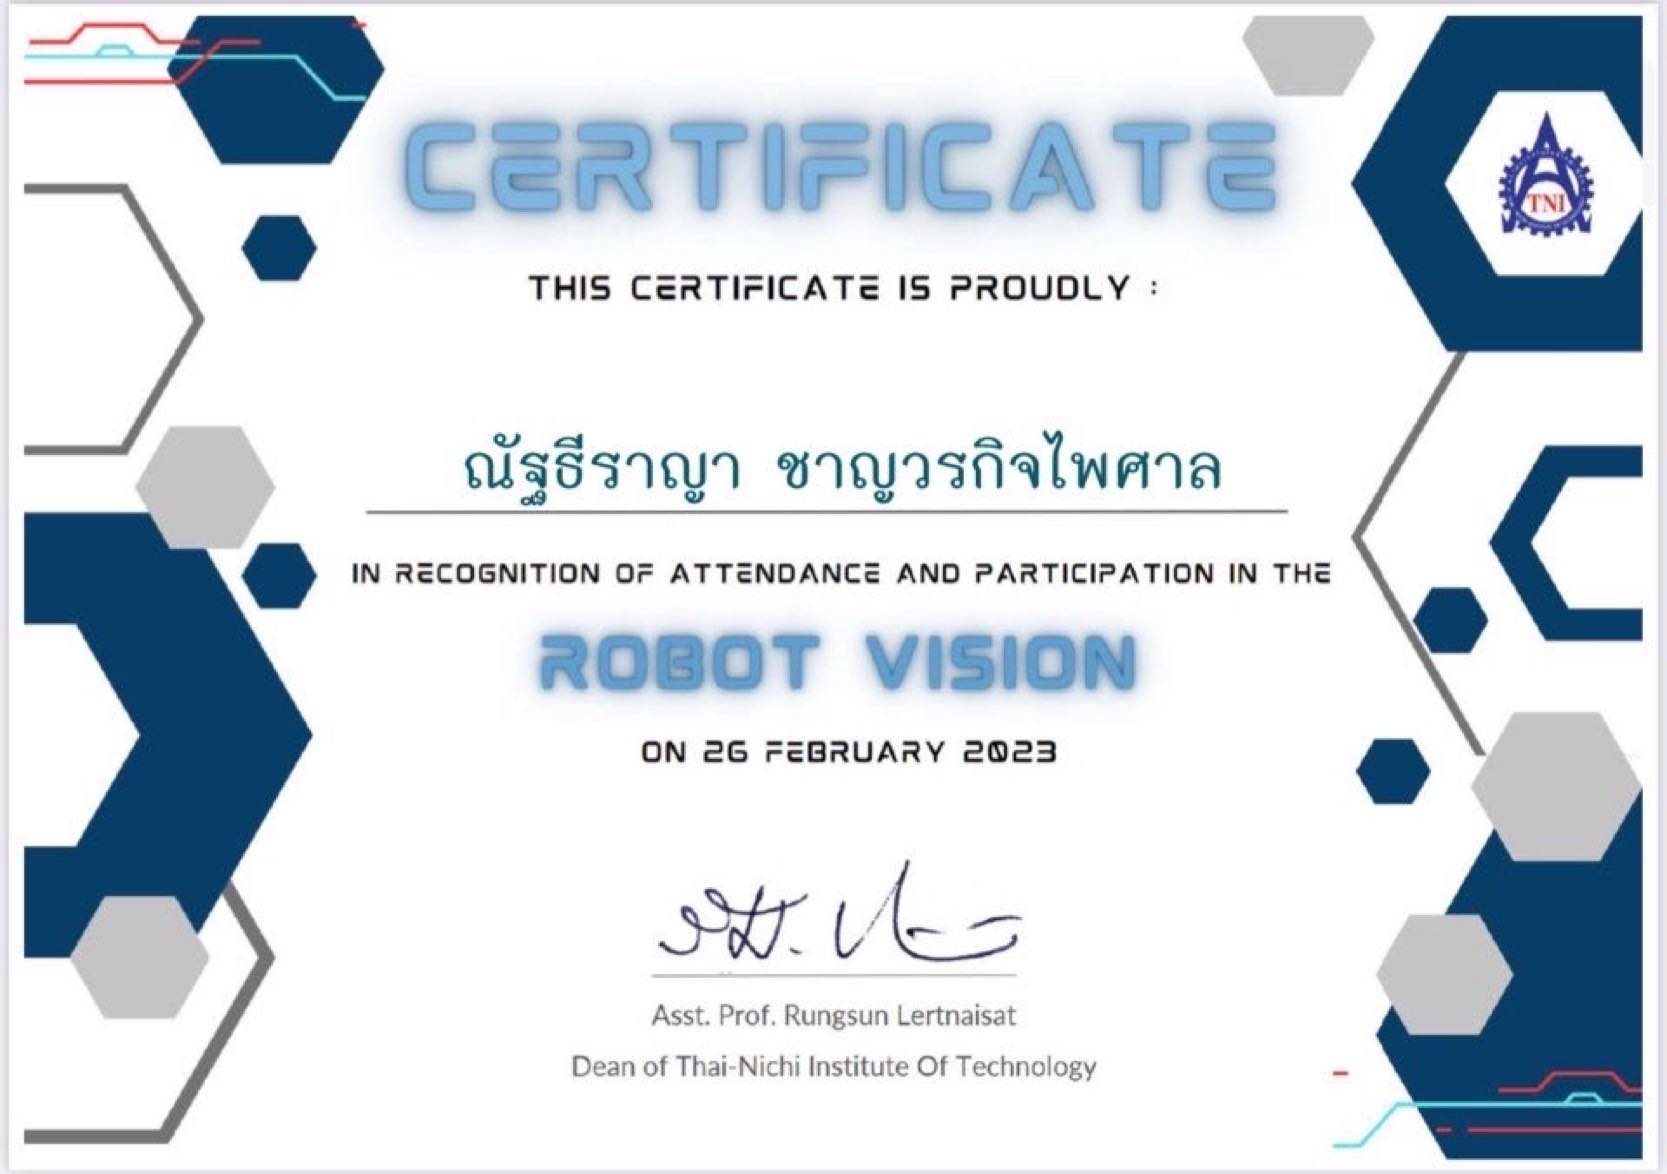 TNI
CERTIFICATE
THIS CERTIFICATE IS PROUDLY :
ณัฐธีราญา ชาญวรกิจไพศาล
IN RECOGNITION OF ATTENDANCE AND PARTICIPATION IN THE
ROBOT VISION
ON 26 FEBRUARY 2023
Asst. Prof. Rungsun Lertnaisat
Dean of Thai-Nichi Institute Of Technology